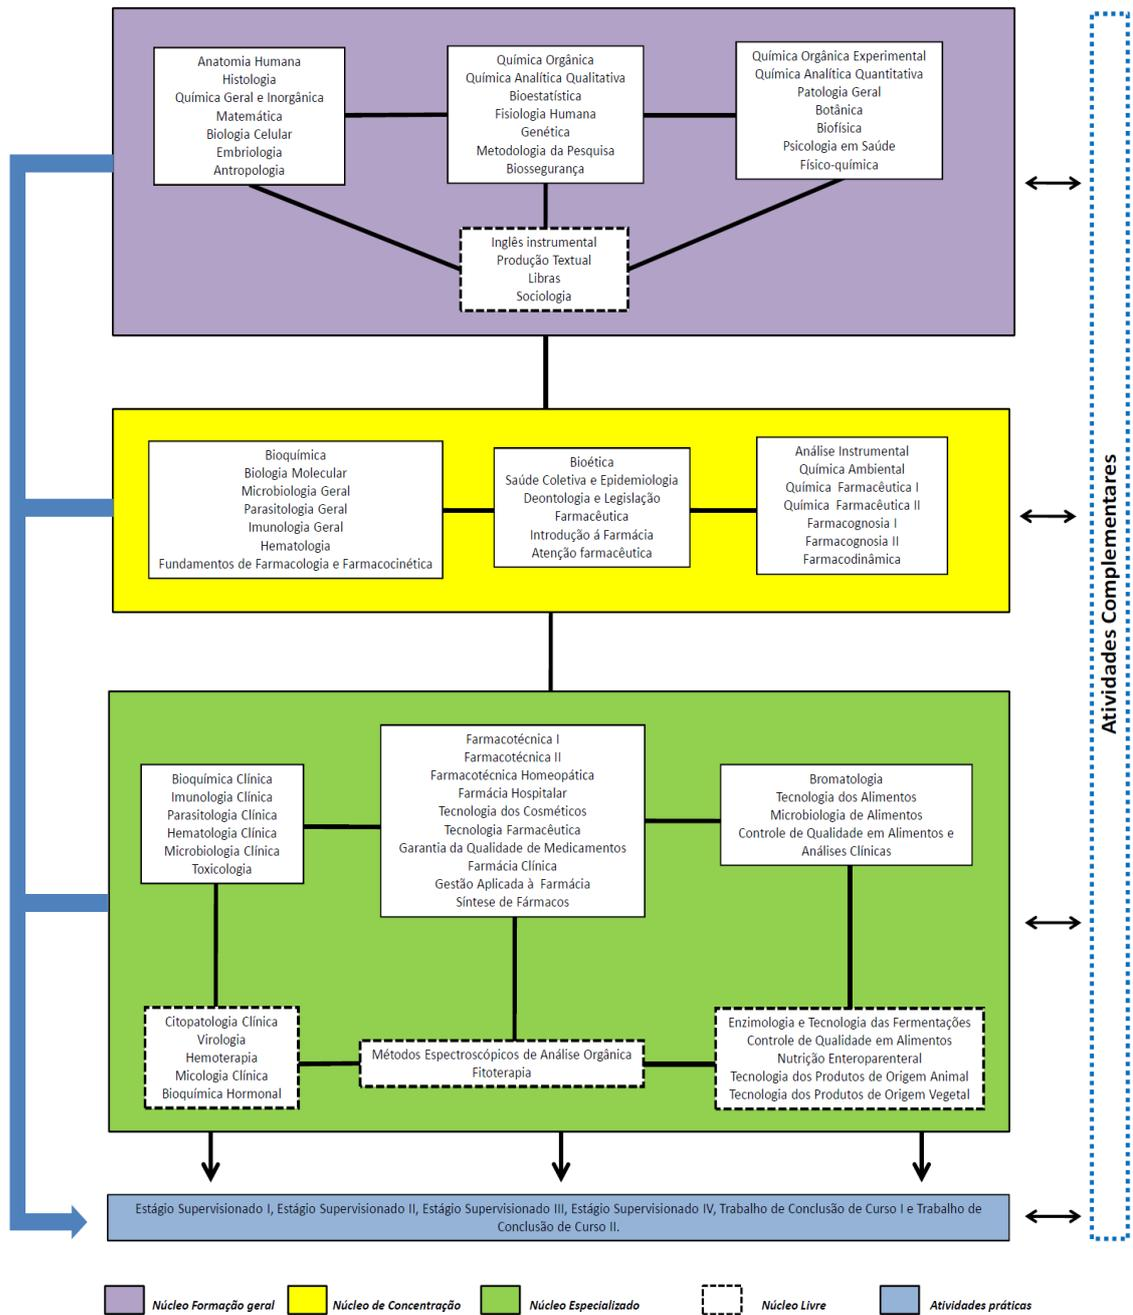 Anatomia Humana
Histologia
Química Geral e Inorgânica
Matemática
Biologia Celular
Embriologia
Antropologia
Química Orgânica
Química Analítica Qualitativa
Bioestatística
Fisiologia Humana
Genética
Metodologia da Pesquisa
Biossegurança
Química Orgânica Experimental
Química Analítica Quantitativa
Patologia Geral
Botânica
Biofísica
Psicologia em Saúde
Físico-química
Inglês instrumental
Produção Textual
Libras
Sociologia
Bioquímica
Biologia Molecular
Microbiologia Geral
Parasitologia Geral
Imunologia Geral
Hematologia
Fundamentos de Farmacologia e Farmacocinética
Bioética
Saúde Coletiva e Epidemiologia
Deontologia e Legislação
Farmacêutica
Introdução á Farmácia
Atenção farmacêutica
Análise Instrumental
Química Ambiental
Química Farmacêutica I
Química Farmacêutica II
Farmacognosia I
Farmacognosia II
Farmacodinâmica
Atividades Complementares
Bioquímica Clínica
Imunologia Clínica
Parasitologia Clínica
Hematologia Clínica
Microbiologia Clínica
Toxicologia
Farmacotécnica I
Farmacotécnica II
Farmacotécnica Homeopática
Farmácia Hospitalar
Tecnologia dos Cosméticos
Tecnologia Farmacêutica
Garantia da Qualidade de Medicamentos
Farmácia Clínica
Gestão Aplicada à Farmácia
Síntese de Fármacos
Bromatologia
Tecnologia dos Alimentos
Microbiologia de Alimentos
Controle de Qualidade em Alimentos e
Análises Clínicas
Citopatologia Clínica
Virologia
Hemoterapia
Micologia Clínica
Bioquímica Hormonal
Métodos Espectroscópicos de Análise Orgânica
Fitoterapia
Enzimologia e Tecnologia das Fermentações
Controle de Qualidade em Alimentos
Nutrição Enteroparenteral
Tecnologia dos Produtos de Origem Animal
Tecnologia dos Produtos de Origem Vegetal
Estágio Supervisionado I, Estágio Supervisionado II, Estágio Supervisionado III, Estágio Supervisionado IV, Trabalho de Conclusão de Curso I e Trabalho de
Conclusão de Curso II.
Núcleo Formação geral
Núcleo de Concentração
Núcleo Especializado
Núcleo Livre
Atividades práticas